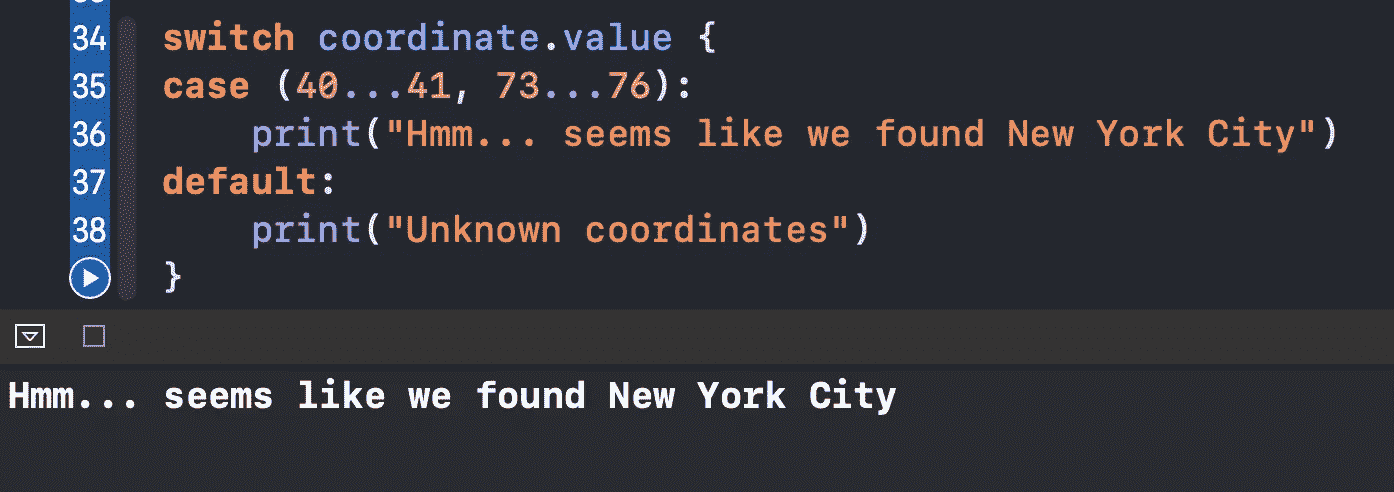 34 switch coordinate.value {
35 case (40...41, 73...76):
36     print("Hmm... seems like we found New York City")
37 default:
38     print("Unknown coordinates")
}
Hmm... seems like we found New York City